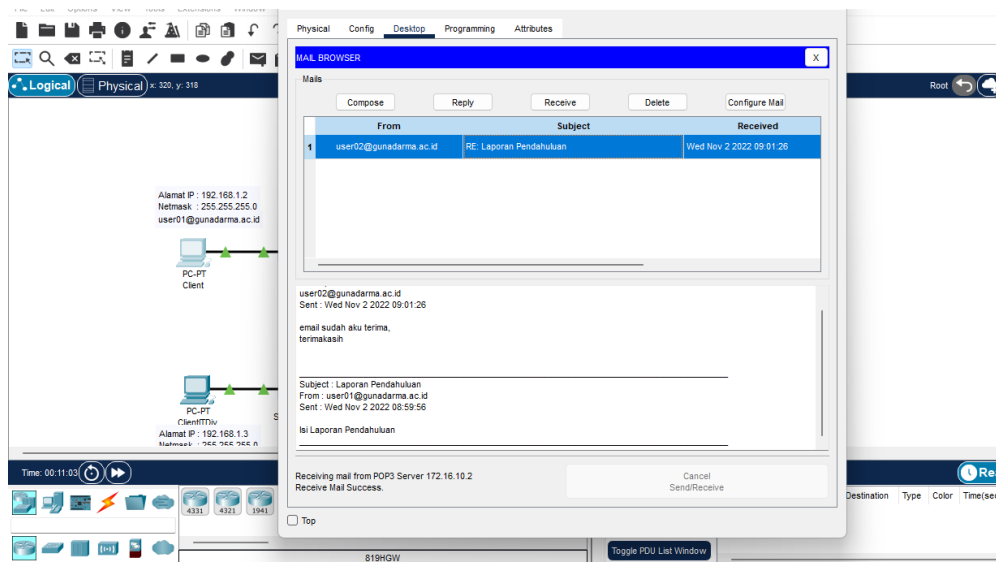 Physical Config Desktop Programming Attributes
MAIL BROWSER X
Mails
Compose Reply Receive Delete Configure Mail
From Subject Received
1 user02@gunadarma.ac.id RE: Laporan Pendahuluan Wed Nov 2 2022 09:01:26
user02@gunadarma.ac.id
Sent : Wed Nov 2 2022 09:01:26
email sudah aku terima,
terimakasih
Subject : Laporan Pendahuluan
From : user01@gunadarma.ac.id
Sent : Wed Nov 2 2022 08:59:56
Isi Laporan Pendahuluan
Receiving mail from POP3 Server 172.16.10.2
Receive Mail Success.
Cancel
Send/Receive
Top
Logical Physical x: 320, y: 318
Root
Alamat IP : 192.168.1.2
Netmask : 255.255.255.0
user01@gunadarma.ac.id
PC-PT
Client
PC-PT
ClientITDiv
Alamat IP : 192.168.1.3
Netmask : 255.255.255.0
Time: 00:11:03
4331 4321 1941
819HGW
Toggle PDU List Window
Destination Type Color